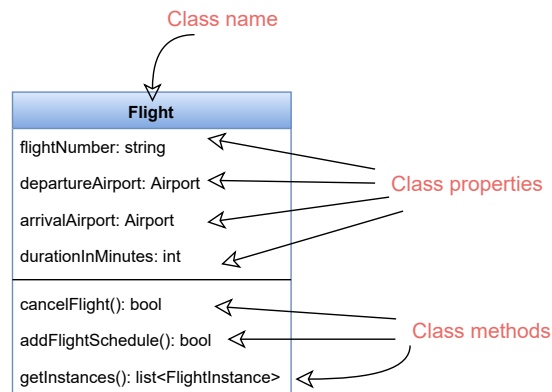 Class name
Flight
flightNumber: string
departureAirport: Airport
Class properties
arrivalAirport: Airport
durationInMinutes: int
cancelFlight(): bool
Class methods
addFlightSchedule(): bool
getInstances(): list<FlightInstance>